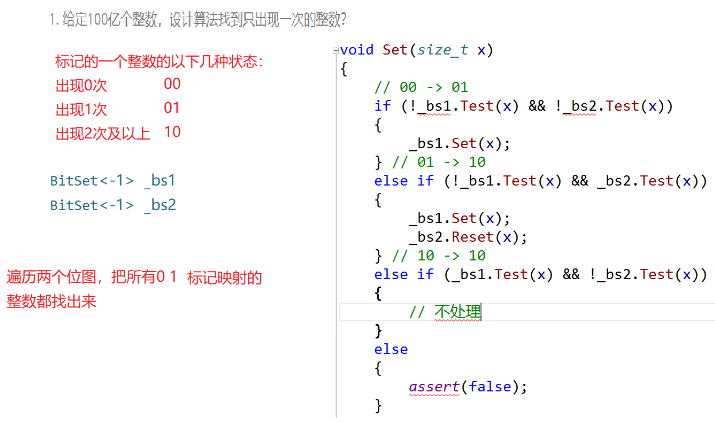 1. 给定100亿个整数，设计算法找到只出现一次的整数？
标记的一个整数的以下几种状态：
出现0次 00
出现1次 01
出现2次及以上 10
BitSet<-1> _bs1
BitSet<-1> _bs2
遍历两个位图，把所有0 1 标记映射的
整数都找出来
void Set(size_t x)
{
// 00 -> 01
if (!_bs1.Test(x) && !_bs2.Test(x))
{
_bs1.Set(x);
} // 01 -> 10
else if (!_bs1.Test(x) && _bs2.Test(x))
{
_bs1.Set(x);
_bs2.Reset(x);
} // 10 -> 10
else if (_bs1.Test(x) && !_bs2.Test(x))
{
// 不处理
}
else
{
assert(false);
}